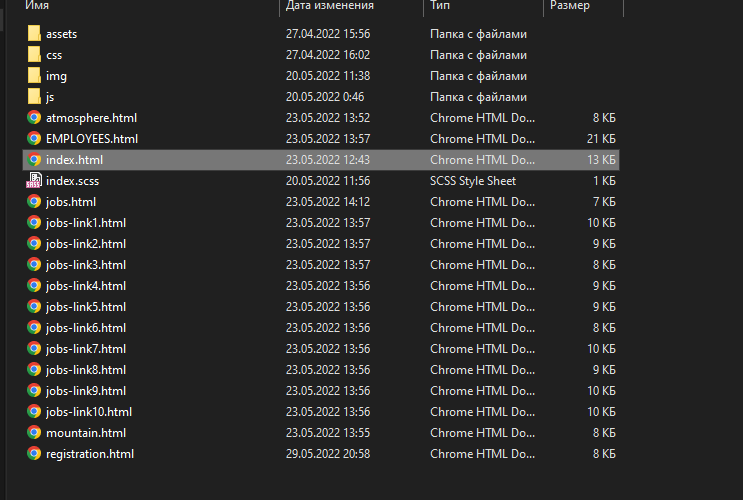 Имя Дата изменения Тип Размер
assets 27.04.2022 15:56 Папка с файлами
css 27.04.2022 16:02 Папка с файлами
img 20.05.2022 11:38 Папка с файлами
js 20.05.2022 0:46 Папка с файлами
atmosphere.html 23.05.2022 13:52 Chrome HTML Do... 8 КБ
EMPLOYEES.html 23.05.2022 13:57 Chrome HTML Do... 21 КБ
index.html 23.05.2022 12:43 Chrome HTML Do... 13 КБ
index.scss 20.05.2022 11:56 SCSS Style Sheet 1 КБ
jobs.html 23.05.2022 14:12 Chrome HTML Do... 7 КБ
jobs-link1.html 23.05.2022 13:57 Chrome HTML Do... 10 КБ
jobs-link2.html 23.05.2022 13:57 Chrome HTML Do... 9 КБ
jobs-link3.html 23.05.2022 13:57 Chrome HTML Do... 8 КБ
jobs-link4.html 23.05.2022 13:56 Chrome HTML Do... 9 КБ
jobs-link5.html 23.05.2022 13:56 Chrome HTML Do... 9 КБ
jobs-link6.html 23.05.2022 13:56 Chrome HTML Do... 8 КБ
jobs-link7.html 23.05.2022 13:56 Chrome HTML Do... 10 КБ
jobs-link8.html 23.05.2022 13:56 Chrome HTML Do... 9 КБ
jobs-link9.html 23.05.2022 13:56 Chrome HTML Do... 10 КБ
jobs-link10.html 23.05.2022 13:56 Chrome HTML Do... 10 КБ
mountain.html 23.05.2022 13:55 Chrome HTML Do... 8 КБ
registration.html 29.05.2022 20:58 Chrome HTML Do... 8 КБ